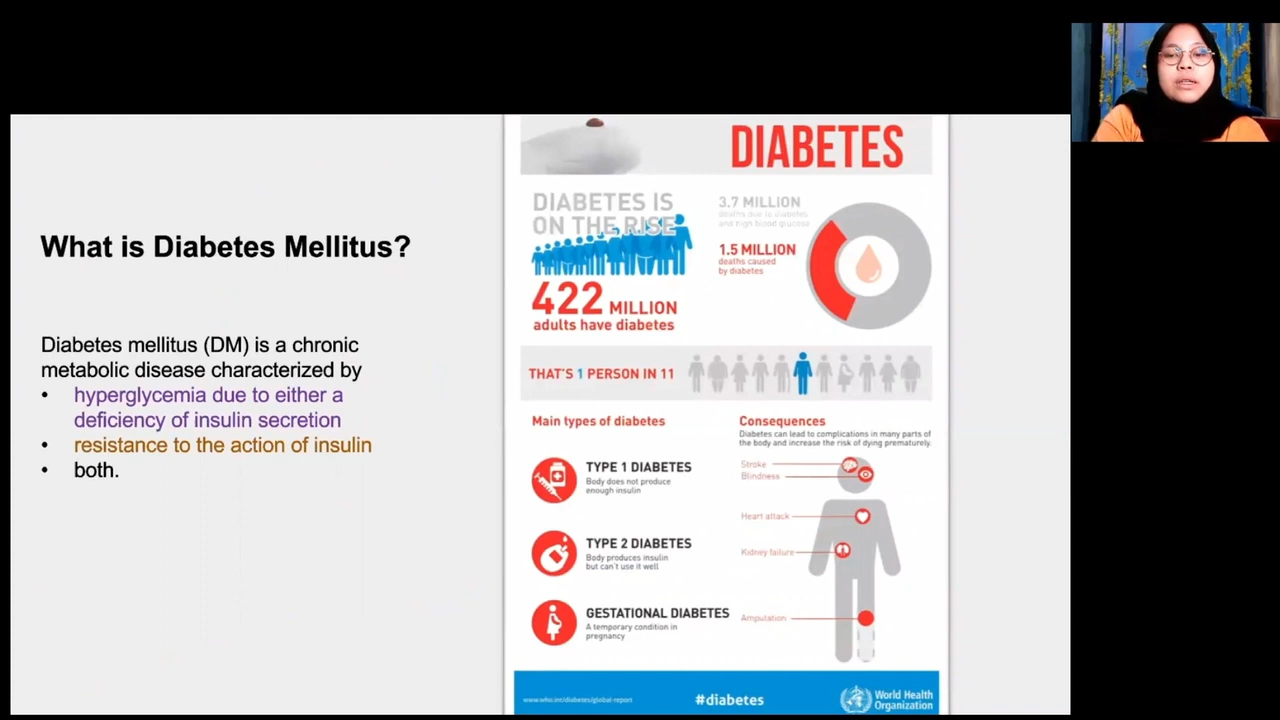 What is Diabetes Mellitus?
Diabetes mellitus (DM) is a chronic
metabolic disease characterized by
• hyperglycemia due to either a
deficiency of insulin secretion
• resistance to the action of insulin
• both.
DIABETES
DIABETES IS
ON THE RISE
422 MILLION
adults have diabetes
3.7 MILLION
deaths due to diabetes
and high blood glucose
1.5 MILLION
deaths caused
by diabetes
THAT'S 1 PERSON IN 11
Main types of diabetes
TYPE 1 DIABETES
Body does not produce
enough insulin
TYPE 2 DIABETES
Body produces insulin
but can't use it well
GESTATIONAL DIABETES
A temporary condition in
pregnancy
Consequences
Diabetes can lead to complications in many parts of
the body and increase the risk of dying prematurely.
Stroke
Blindness
Heart attack
Kidney failure
Amputation
www.who.int/diabetes/global-report
#diabetes
World Health
Organization